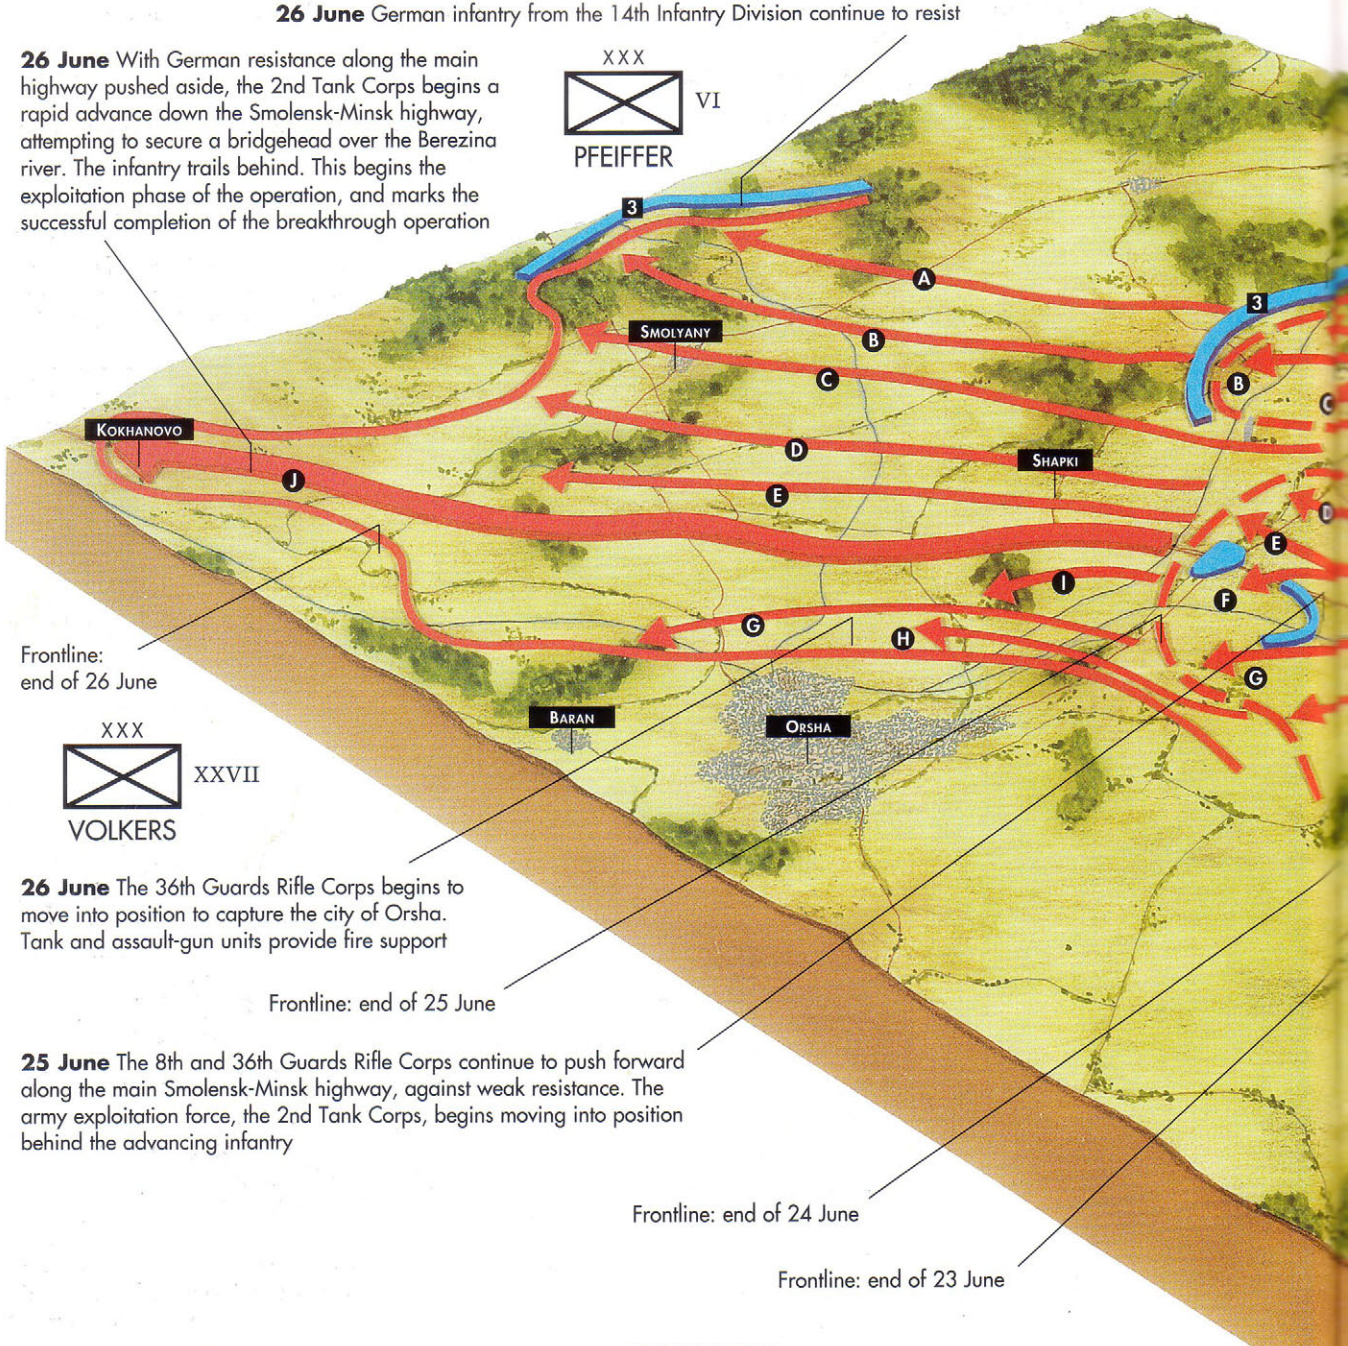 26 June German infantry from the 14th Infantry Division continue to resist
26 June With German resistance along the main
highway pushed aside, the 2nd Tank Corps begins a
rapid advance down the Smolensk-Minsk highway,
attempting to secure a bridgehead over the Berezina
river. The infantry trails behind. This begins the
exploitation phase of the operation, and marks the
successful completion of the breakthrough operation
XXX
VI
PFEIFFER
3
A
3
SMOLYANY
B
B
C
C
KOKHANOVO
D
SHAPKI
J
E
D
E
I
F
G
H
G
Frontline:
end of 26 June
BARAN
ORSHA
XXX
XXVII
VOLKERS
26 June The 36th Guards Rifle Corps begins to
move into position to capture the city of Orsha.
Tank and assault-gun units provide fire support
Frontline: end of 25 June
25 June The 8th and 36th Guards Rifle Corps continue to push forward
along the main Smolensk-Minsk highway, against weak resistance. The
army exploitation force, the 2nd Tank Corps, begins moving into position
behind the advancing infantry
Frontline: end of 24 June
Frontline: end of 23 June